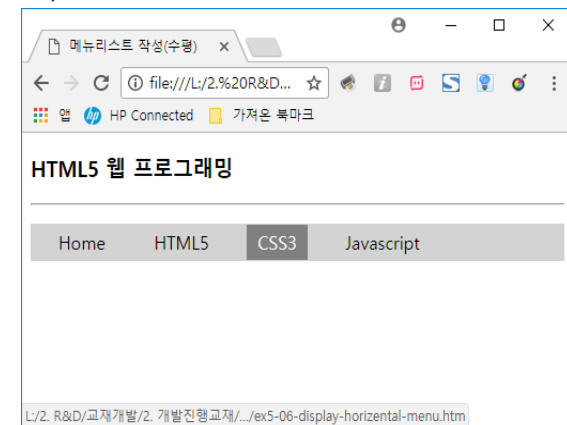 메뉴리스트 작성(수평)
file:///L:/2.%20R&D...
앱 HP Connected 가져온 북마크
HTML5 웹 프로그래밍
Home HTML5 CSS3 Javascript
L:/2. R&D/교재개발/2. 개발진행교재/.../ex5-06-display-horizental-menu.htm